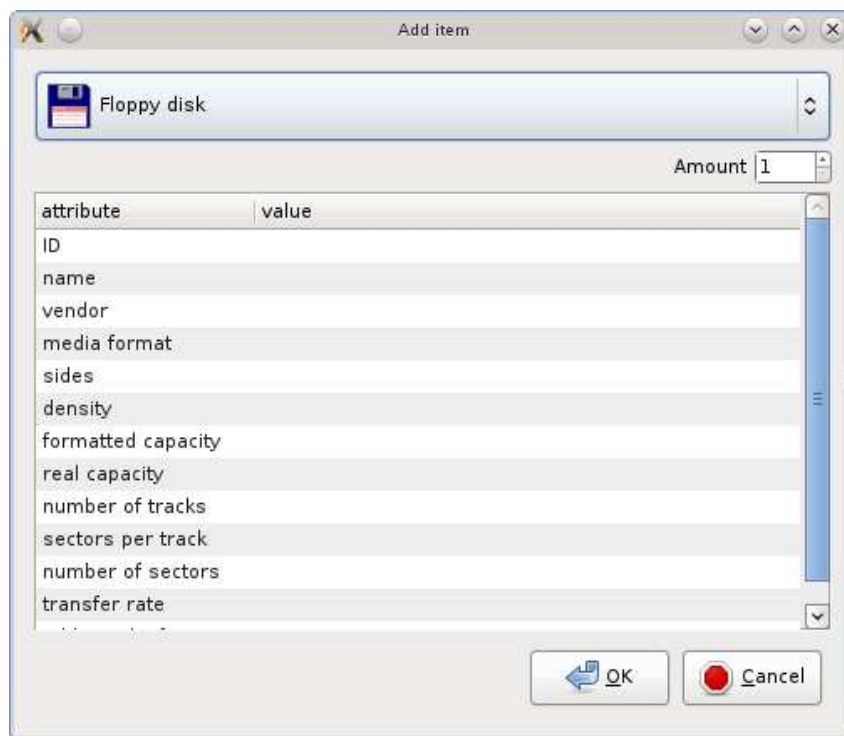 Add item
Floppy disk
Amount 1
attribute value
ID
name
vendor
media format
sides
density
formatted capacity
real capacity
number of tracks
sectors per track
number of sectors
transfer rate
OK Cancel